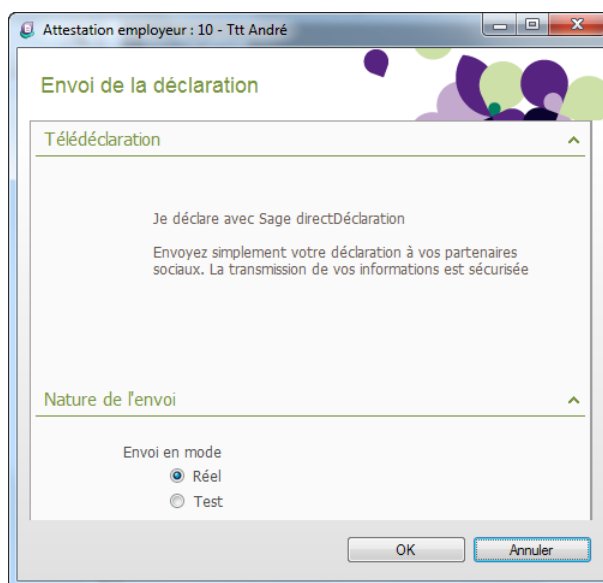 Attestation employeur : 10 - Ttt André
Envoi de la déclaration
Télédéclaration
Je déclare avec Sage directDéclaration
Envoyez simplement votre déclaration à vos partenaires
sociaux. La transmission de vos informations est sécurisée
Nature de l'envoi
Envoi en mode
Réel
Test
OK
Annuler